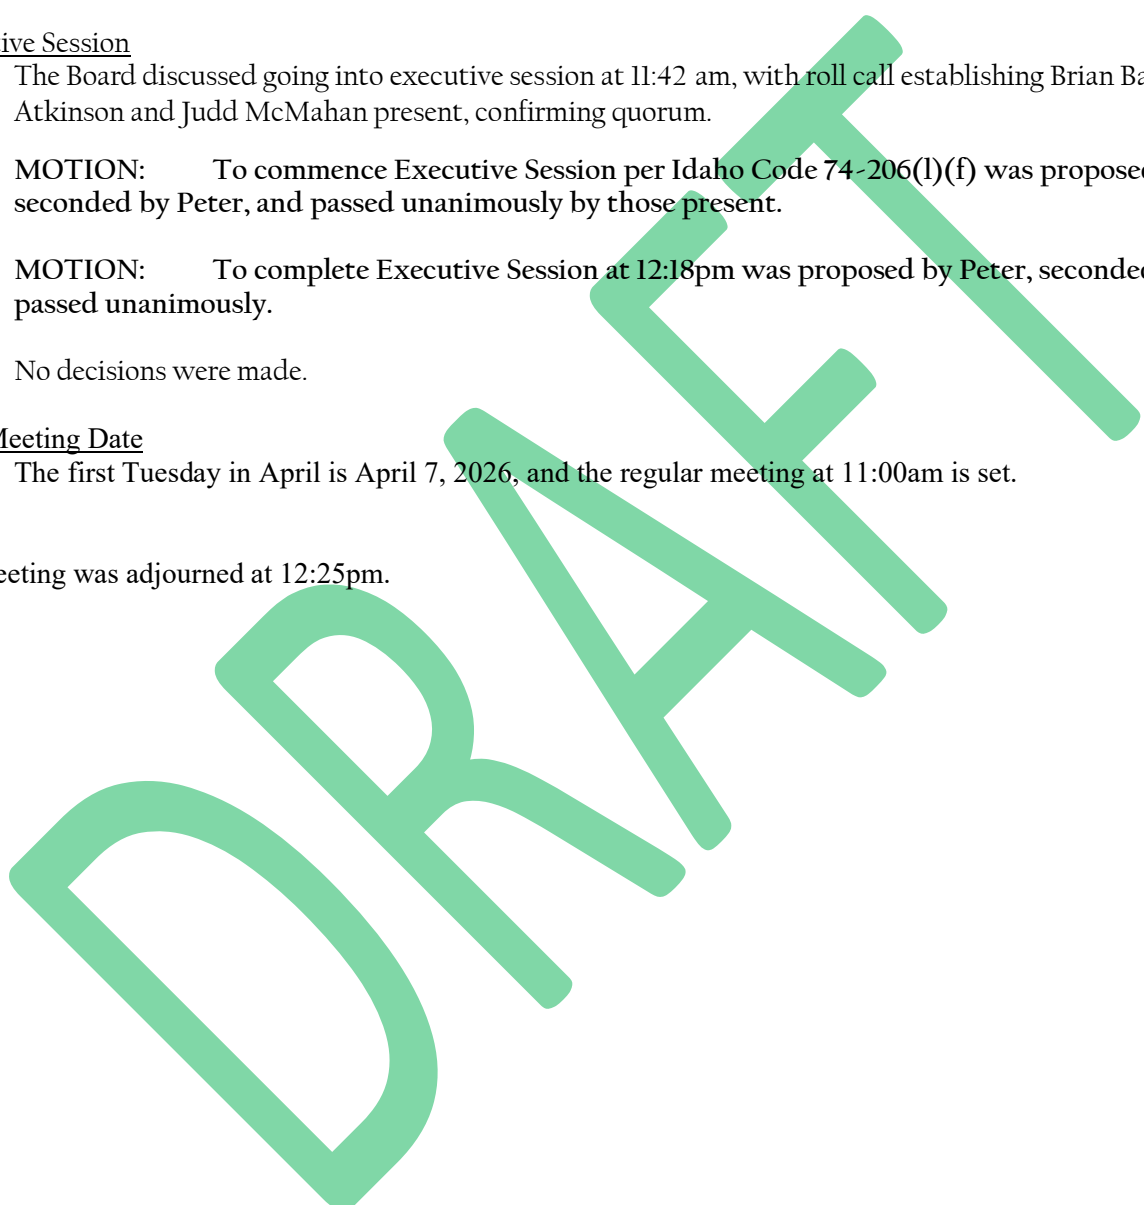 tive Session
The Board discussed going into executive session at 11:42 am, with roll call establishing Brian Ba
Atkinson and Judd McMahan present, confirming quorum.
MOTION: To commence Executive Session per Idaho Code 74-206(l)(f) was proposed
seconded by Peter, and passed unanimously by those present.
MOTION: To complete Executive Session at 12:18pm was proposed by Peter, seconded
passed unanimously.
No decisions were made.
Meeting Date
The first Tuesday in April is April 7, 2026, and the regular meeting at 11:00am is set.
eeting was adjourned at 12:25pm.
DRAFT